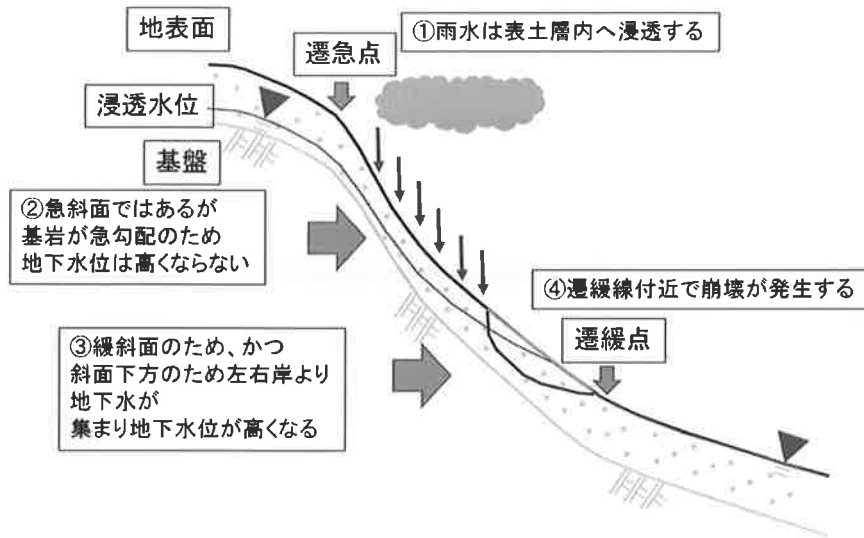 地表面
①雨水は表土層内へ浸透する
遷急点
浸透水位
基盤
②急斜面ではあるが
基岩が急勾配のため
地下水位は高くならない
④遷緩線付近で崩壊が発生する
遷緩点
③緩斜面のため、かつ
斜面下方のため左右岸より
地下水が
集まり地下水位が高くなる